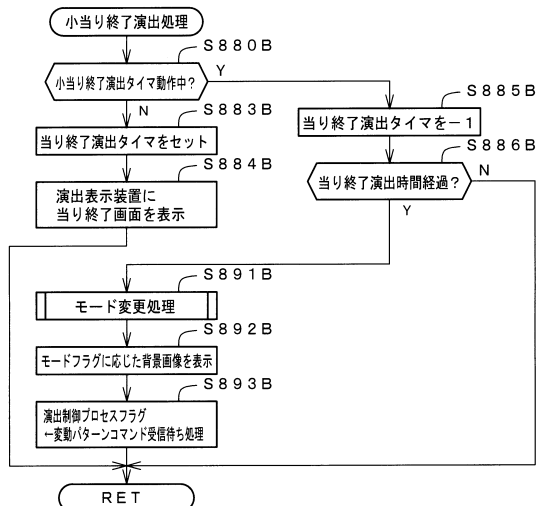 小当り終了演出処理
S880B
小当り終了演出タイマ動作中?
Y
N
S883B
当り終了演出タイマをセット
S884B
演出表示装置に
当り終了画面を表示
S885B
当り終了演出タイマを-1
S886B
当り終了演出時間経過?
N
Y
S891B
モード変更処理
S892B
モードフラグに応じた背景画像を表示
S893B
演出制御プロセスフラグ
←変動パターンコマンド受信待ち処理
RET